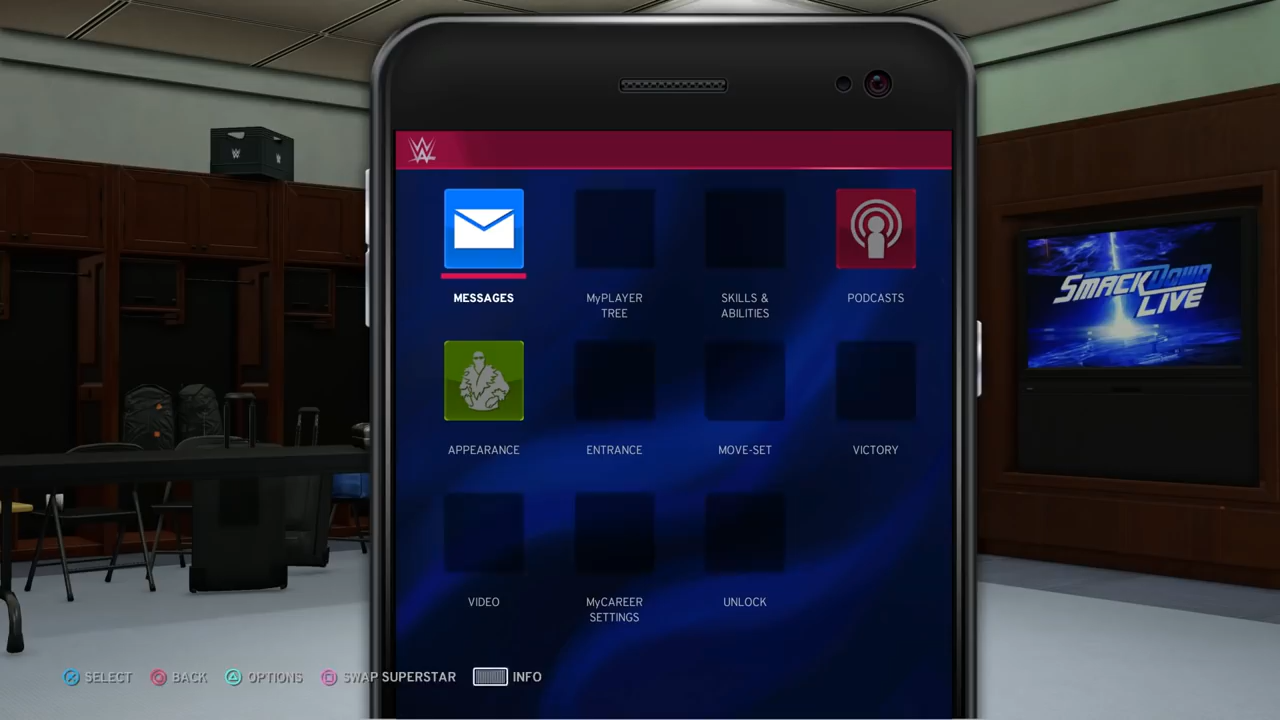 MESSAGES
MyPLAYER
TREE
SKILLS &
ABILITIES
PODCASTS
SMACKDOWN
LIVE
APPEARANCE
ENTRANCE
MOVE-SET
VICTORY
VIDEO
MyCAREER
SETTINGS
UNLOCK
SELECT BACK OPTIONS SWAP SUPERSTAR INFO